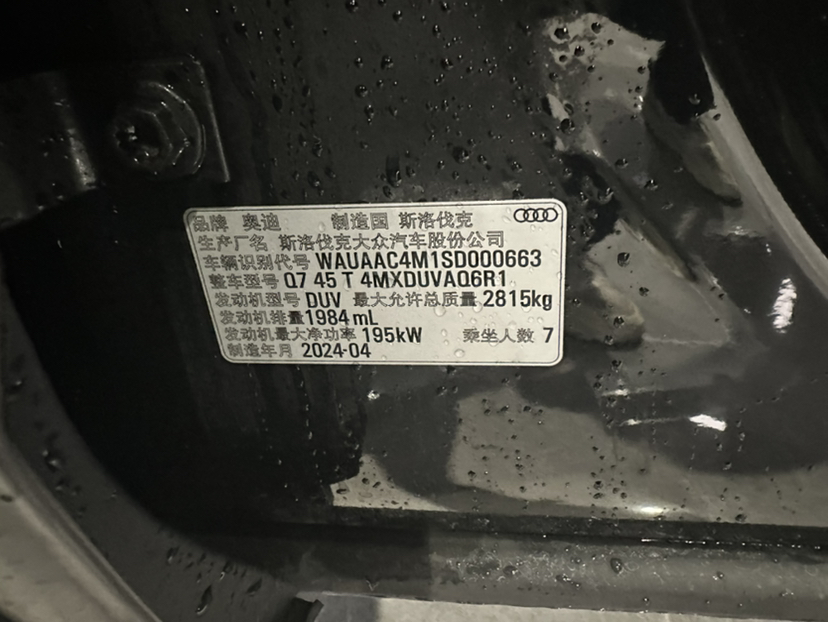 品牌 奥迪 制造国 斯洛伐克
生产厂名 斯洛伐克大众汽车股份公司
车辆识别代号 WAUAAC4M1SD000663
整车型号 Q7 45 T 4MXDUVAQ6R1
发动机型号 DUV 最大允许总质量 2815kg
发动机排量 1984 mL
发动机最大净功率 195kW 乘坐人数 7
制造年月 2024-04